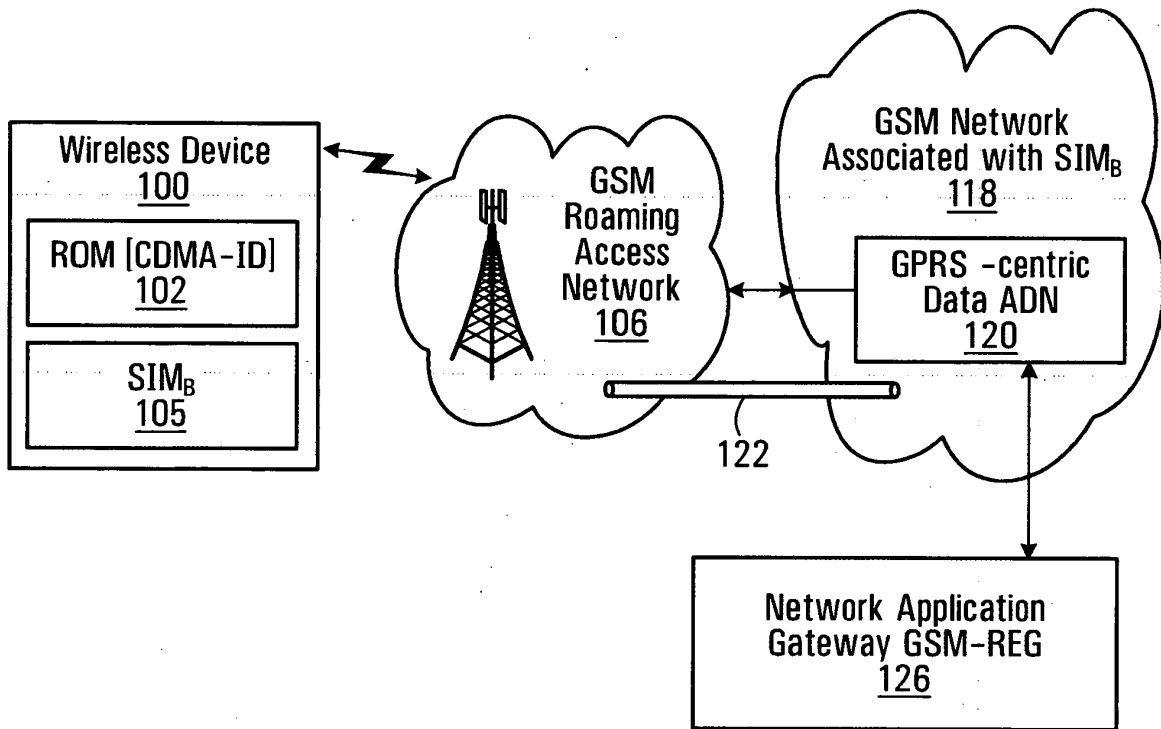 Wireless Device
100
ROM [CDMA-ID]
102
SIMB
105
GSM
Roaming
Access
Network
106
GSM Network
Associated with SIMB
118
GPRS -centric
Data ADN
120
122
Network Application
Gateway GSM-REG
126